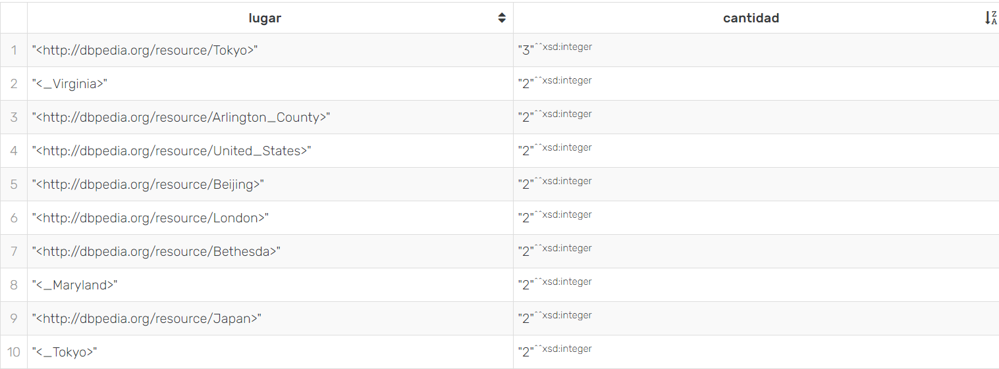 lugar cantidad
1 "<http://dbpedia.org/resource/Tokyo>" "3"^^xsd:integer
2 "<_Virginia>" "2"^^xsd:integer
3 "<http://dbpedia.org/resource/Arlington_County>" "2"^^xsd:integer
4 "<http://dbpedia.org/resource/United_States>" "2"^^xsd:integer
5 "<http://dbpedia.org/resource/Beijing>" "2"^^xsd:integer
6 "<http://dbpedia.org/resource/London>" "2"^^xsd:integer
7 "<http://dbpedia.org/resource/Bethesda>" "2"^^xsd:integer
8 "<_Maryland>" "2"^^xsd:integer
9 "<http://dbpedia.org/resource/Japan>" "2"^^xsd:integer
10 "<_Tokyo>" "2"^^xsd:integer